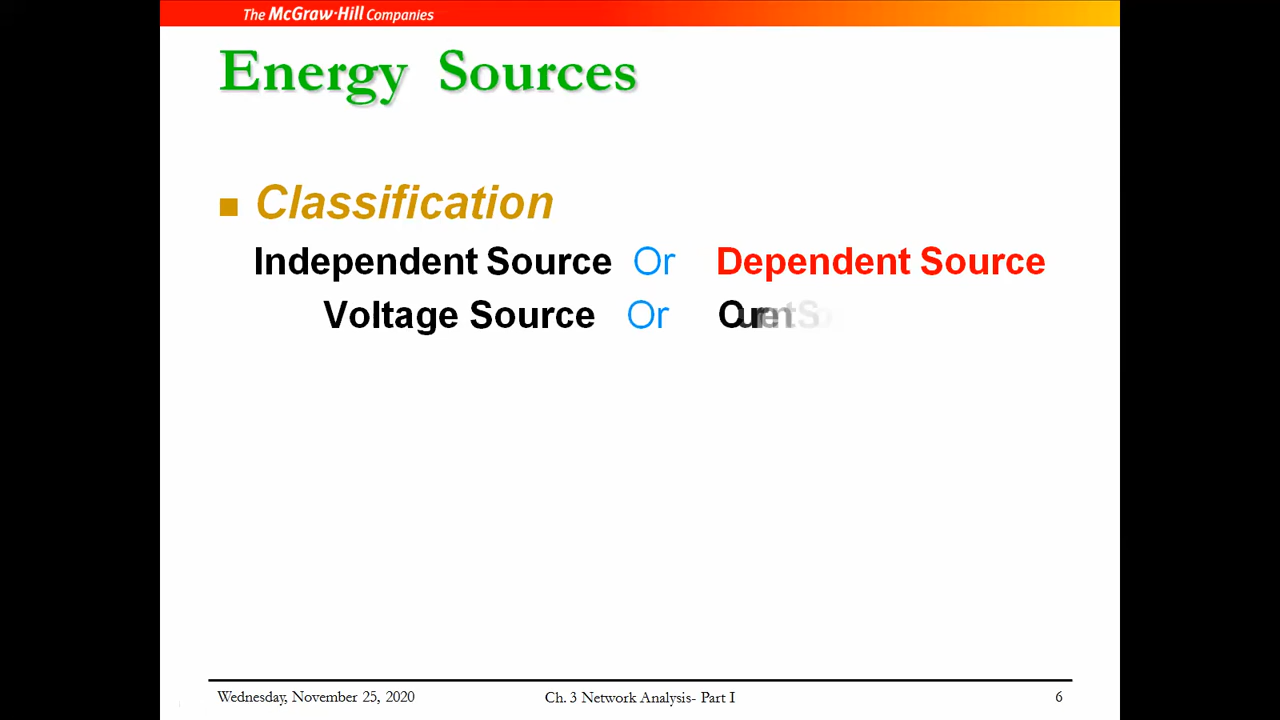 The McGraw-Hill Companies
Energy Sources
Classification
Independent Source Or Dependent Source
Voltage Source Or
Wednesday, November 25, 2020 Ch. 3 Network Analysis- Part I 6